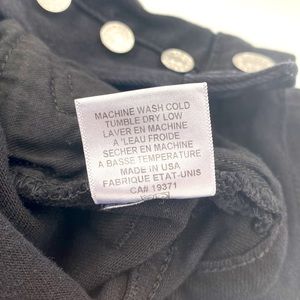 MACHINE WASH COLD
TUMBLE DRY LOW
LAVER EN MACHINE
A 'LEAU FROIDE
SECHER EN MACHINE
A BASSE TEMPERATURE
MADE IN USA
FABRIQUE ETAT-UNIS
CA# 19371